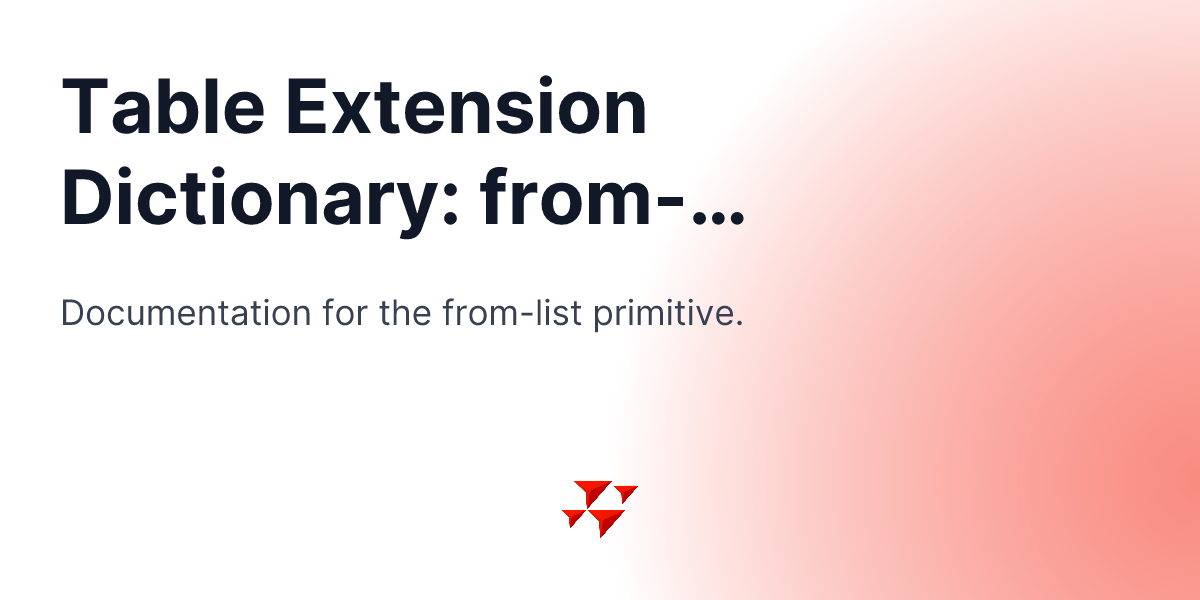 Table Extension
Dictionary: from-...
Documentation for the from-list primitive.